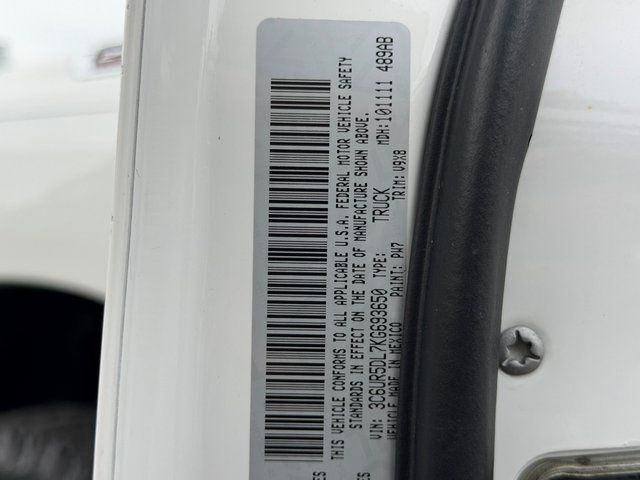 THIS VEHICLE CONFORMS TO ALL APPLICABLE U.S.A. FEDERAL MOTOR VEHICLE SAFETY
STANDARDS IN EFFECT ON THE DATE OF MANUFACTURE SHOWN ABOVE.
VIN: 3C6UR5DL7KG693650 TYPE: TRUCK MDH:101111 489AB
VEHICLE MADE IN MEXICO PAINT: PW7 TRIM: V9X8